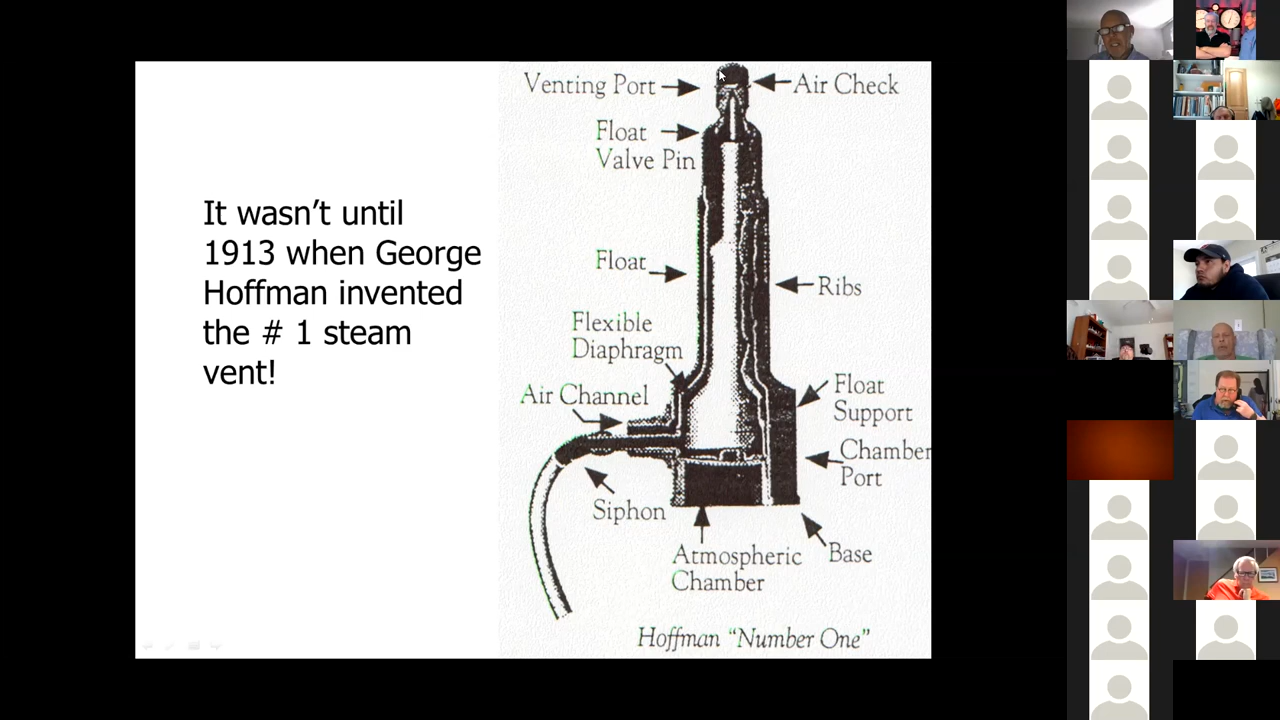 It wasn't until
1913 when George
Hoffman invented
the # 1 steam
vent!
Venting Port
Air Check
Float
Valve Pin
Float
Ribs
Flexible
Diaphragm
Air Channel
Float
Support
Chamber
Port
Siphon
Atmospheric
Chamber
Base
Hoffman "Number One"